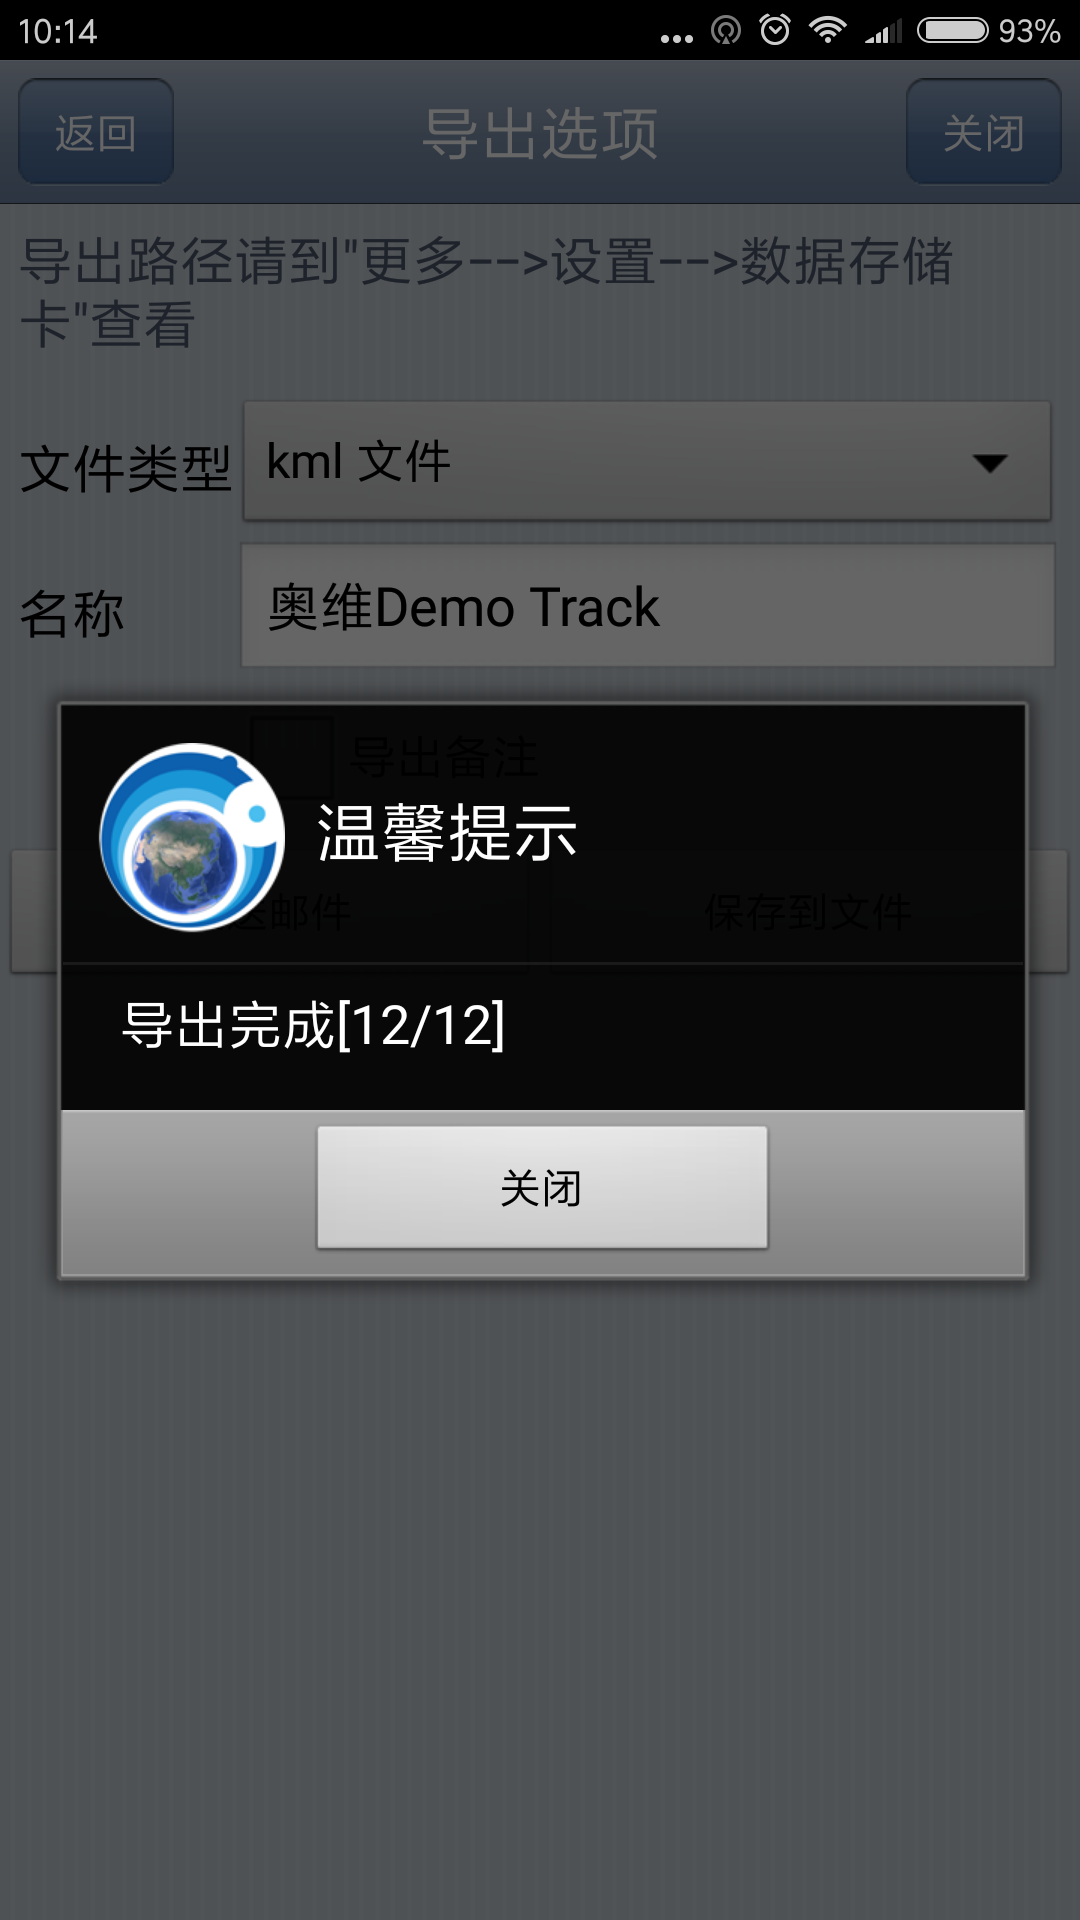 10:14
93%
返回
导出选项
关闭
导出路径请到"更多-->设置-->数据存储
卡"查看
文件类型
kml 文件
名称
奥维Demo Track
导出备注
温馨提示
送邮件
保存到文件
导出完成[12/12]
关闭